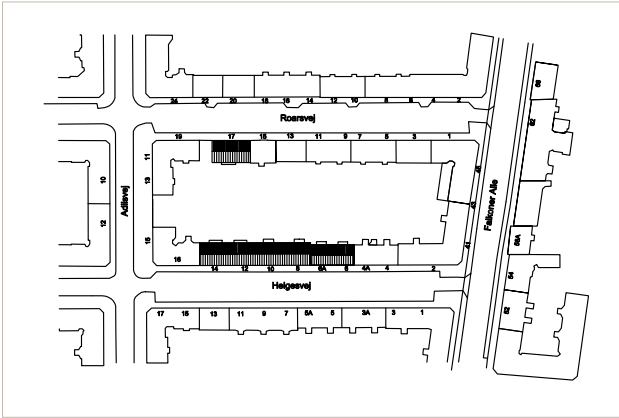 24 22 20 18 16 14 12 10 8 6 4 2
Roarsvej
19 17 15 13 11 9 7 5 3 1
11
13
15
10
12
Adilsvej
68
62
58A
54
52
45
43
41
Falkoner Alle
16 14 12 10 8 6A 6 4A 4 2
Helgesvej
17 15 13 11 9 7 5A 5 3A 3 1